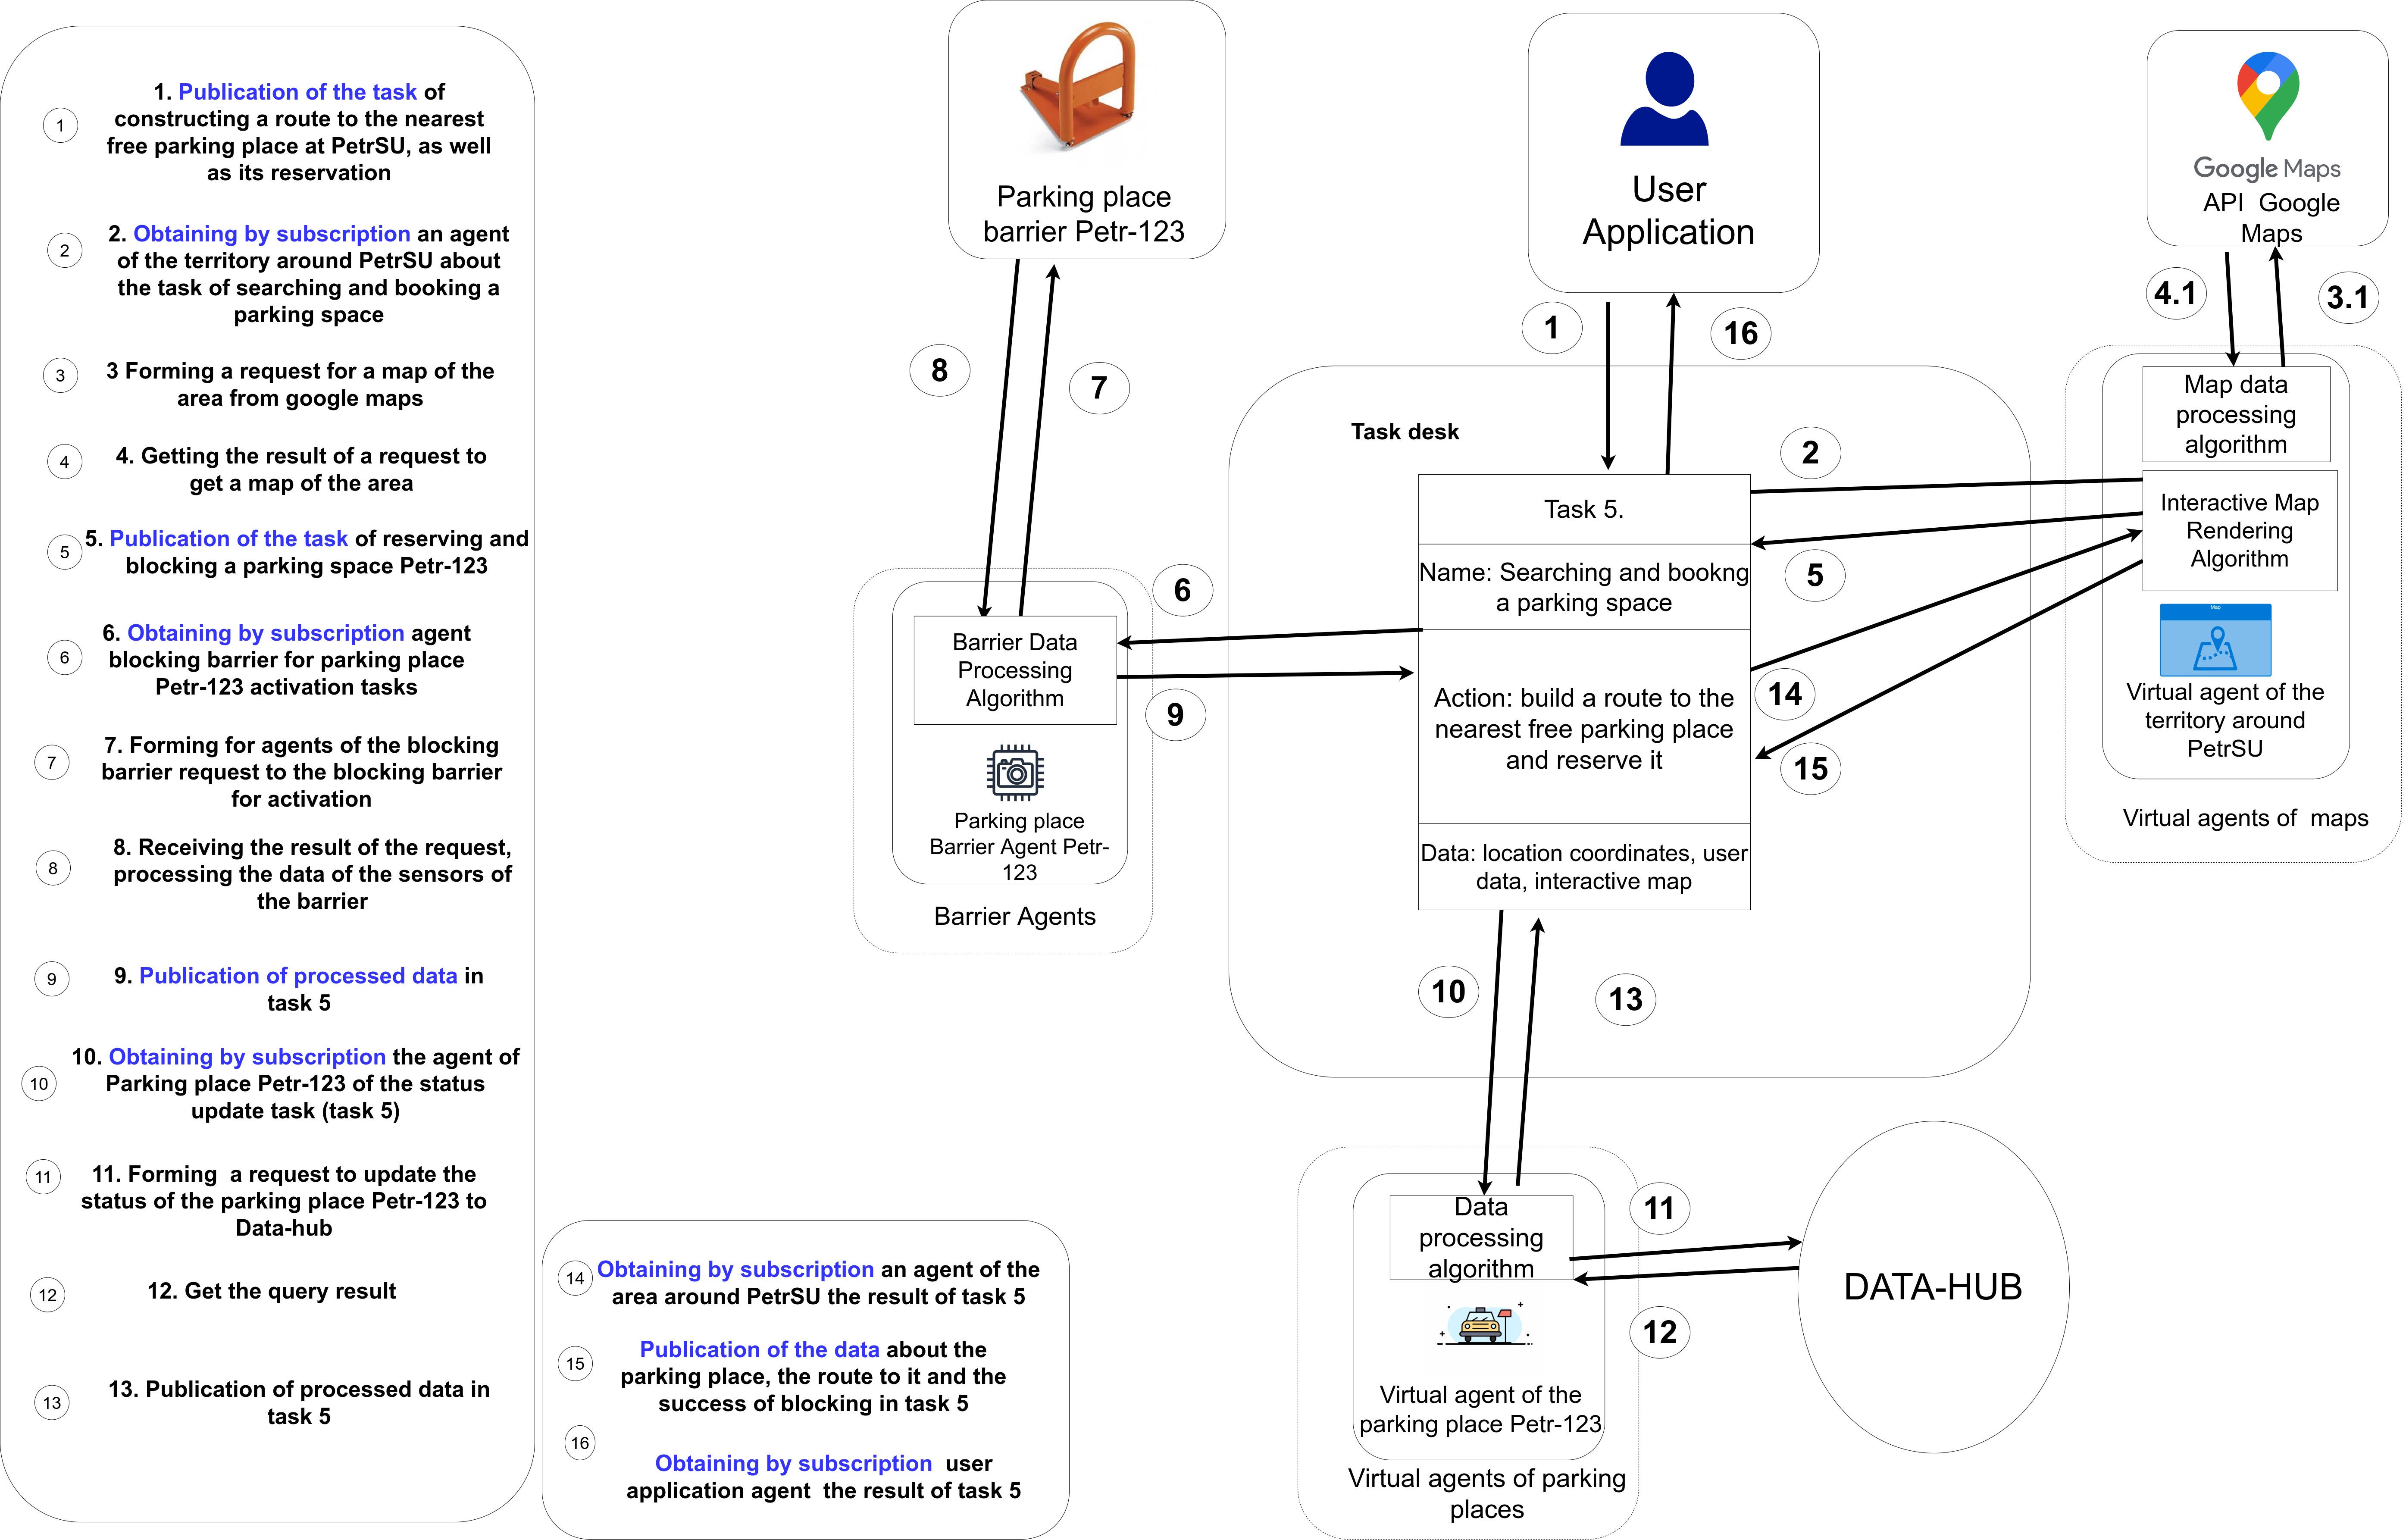 1
1. Publication of the task of
constructing a route to the nearest
free parking place at PetrSU, as well
as its reservation
2
2. Obtaining by subscription an agent
of the territory around PetrSU about
the task of searching and booking a
parking space
3
3 Forming a request for a map of the
area from google maps
4
4. Getting the result of a request to
get a map of the area
5
5. Publication of the task of reserving and
blocking a parking space Petr-123
6
6. Obtaining by subscription agent
blocking barrier for parking place
Petr-123 activation tasks
7
7. Forming for agents of the blocking
barrier request to the blocking barrier
for activation
8
8. Receiving the result of the request,
processing the data of the sensors of
the barrier
9
9. Publication of processed data in
task 5
10
10. Obtaining by subscription the agent of
Parking place Petr-123 of the status
update task (task 5)
11
11. Forming a request to update the
status of the parking place Petr-123 to
Data-hub
12
12. Get the query result
13
13. Publication of processed data in
task 5
14
Obtaining by subscription an agent of the
area around PetrSU the result of task 5
15
Publication of the data about the
parking place, the route to it and the
success of blocking in task 5
16
Obtaining by subscription user
application agent the result of task 5
Parking place
barrier Petr-123
8
7
User
Application
1
16
Google Maps
API Google
Maps
4.1
3.1
Task desk
Task 5.
Name: Searching and bookng
a parking space
Action: build a route to the
nearest free parking place
and reserve it
Data: location coordinates, user
data, interactive map
2
5
14
15
6
9
10
13
Map data
processing
algorithm
Interactive Map
Rendering
Algorithm
Map
Virtual agent of the
territory around
PetrSU
Virtual agents of maps
Barrier Data
Processing
Algorithm
Parking place
Barrier Agent Petr-
123
Barrier Agents
Data
processing
algorithm
Virtual agent of the
parking place Petr-123
Virtual agents of parking
places
11
12
DATA-HUB